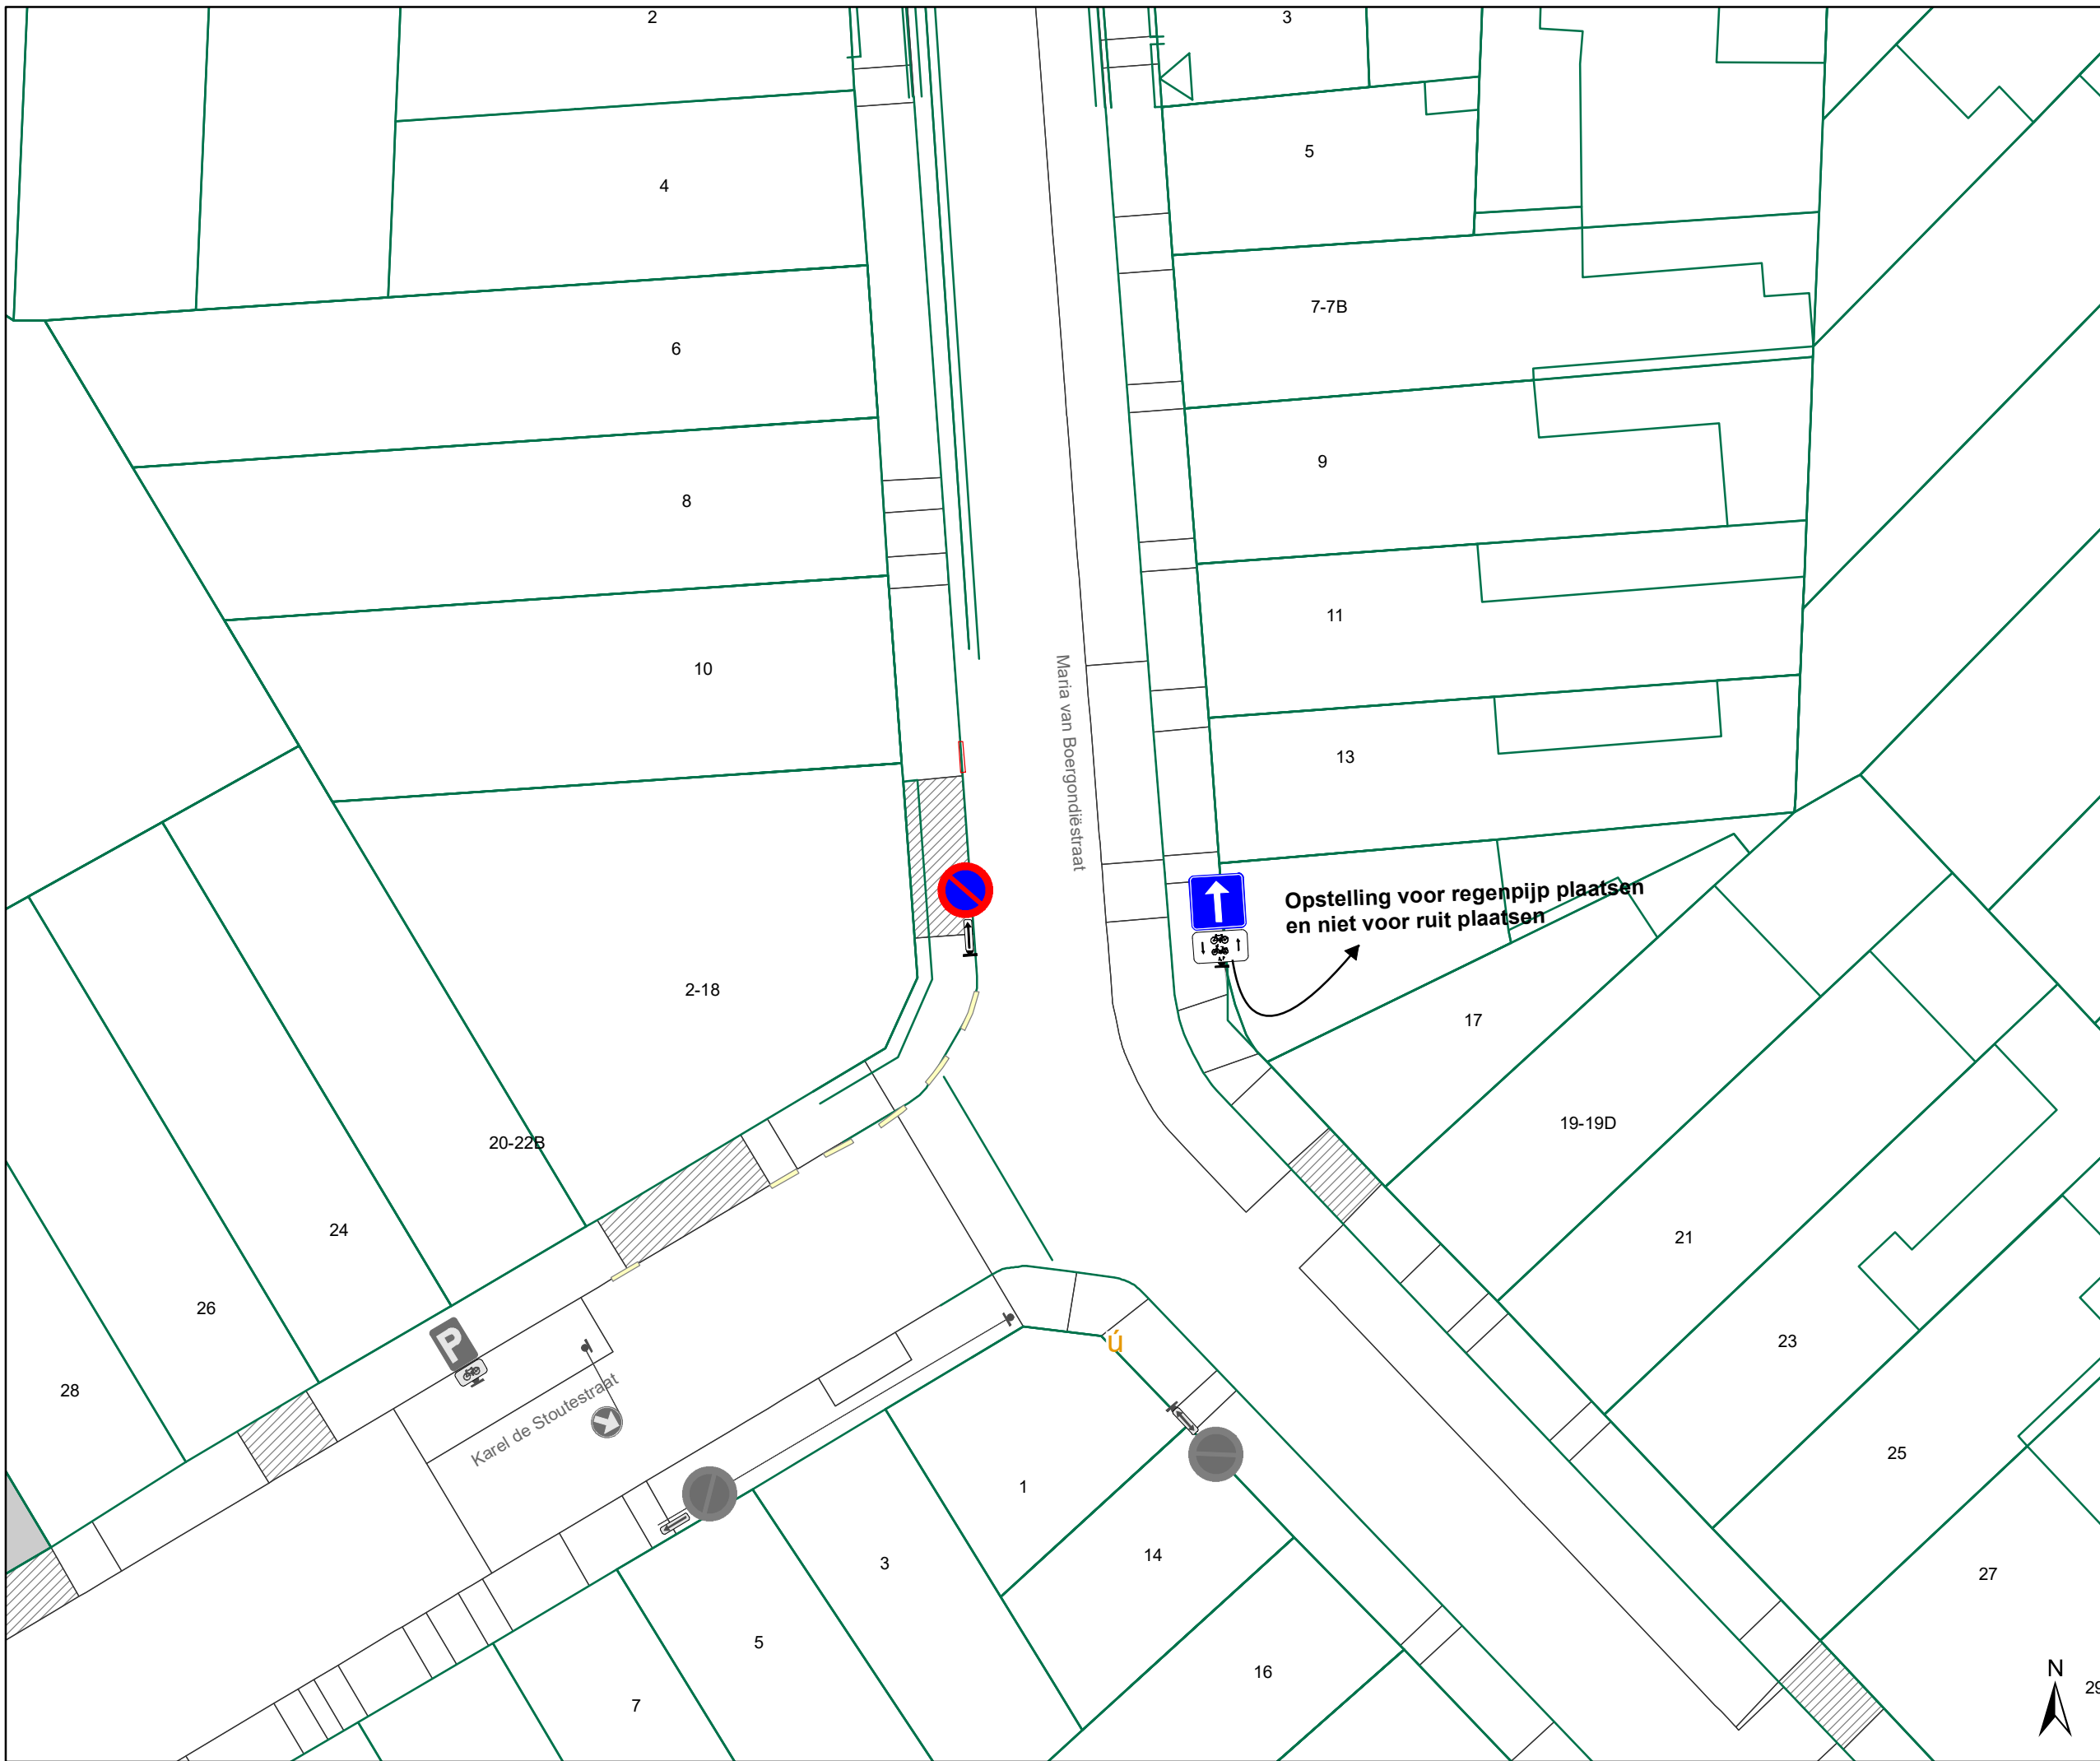 2
3
4
5
6
7-7B
8
9
10
11
13
Maria van Boergondiëstraat
Opstelling voor regenpijp plaatsen
en niet voor ruit plaatsen
2-18
17
20-22B
19-19D
24
21
26
23
28
P
Karel de Stoutestraat
ú
25
1
14
3
27
5
16
7
N
29